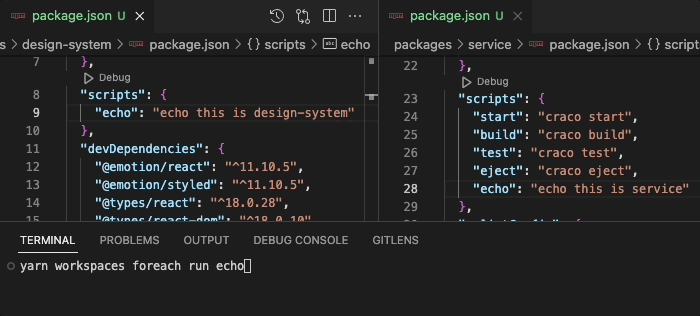 package.json U
s > design-system > package.json > {} scripts > abc echo
7 },
Debug
8 "scripts": {
9 "echo": "echo this is design-system"
10 },
11 "devDependencies": {
12 "@emotion/react": "^11.10.5",
13 "@emotion/styled": "^11.10.5",
14 "@types/react": "^18.0.28",
15 "@types/react-dom": "^18.0.10"
package.json U
packages > service > package.json > {} script
22 },
Debug
23 "scripts": {
24 "start": "craco start",
25 "build": "craco build",
26 "test": "craco test",
27 "eject": "craco eject",
28 "echo": "echo this is service"
29 },
TERMINAL PROBLEMS OUTPUT DEBUG CONSOLE GITLENS
yarn workspaces foreach run echo